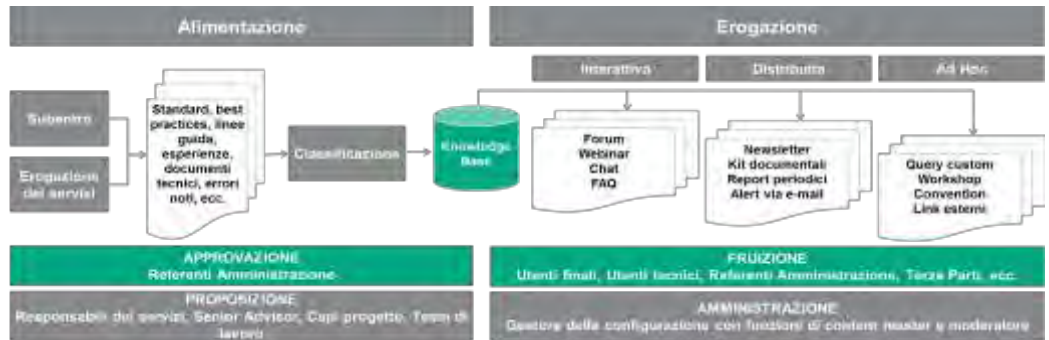 Alimentazione
Erogazione
Interattiva
Distribuita
Ad Hoc
Subentro
Erogazione
dei servizi
Standard, best
practices, linee
guida,
esperienze,
documenti
tecnici, errori
noti, ecc.
Classificazione
Knowledge
Base
Forum
Webinar
Chat
FAQ
Newsletter
Kit documentali
Report periodici
Alert via e-mail
Query custom
Workshop
Convention
Link esterni
APPROVAZIONE
Referenti Amministrazione
FRUIZIONE
Utenti finali, Utenti tecnici, Referenti Amministrazione, Terze Parti, ecc.
PROPOSIZIONE
Responsabili dei servizi, Senior Advisor, Capi progetto, Team di
lavoro
AMMINISTRAZIONE
Gestore della configurazione con funzioni di content master e moderatore